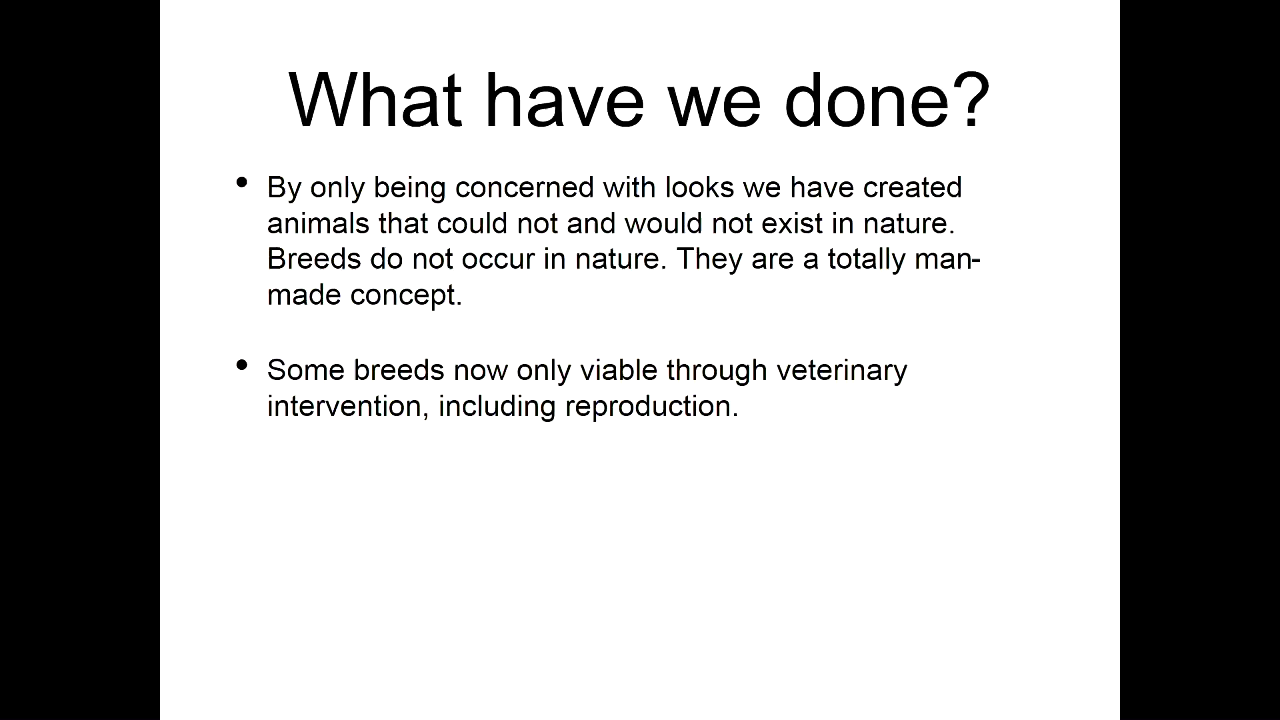 What have we done?
• By only being concerned with looks we have created
animals that could not and would not exist in nature.
Breeds do not occur in nature. They are a totally man-
made concept.
• Some breeds now only viable through veterinary
intervention, including reproduction.